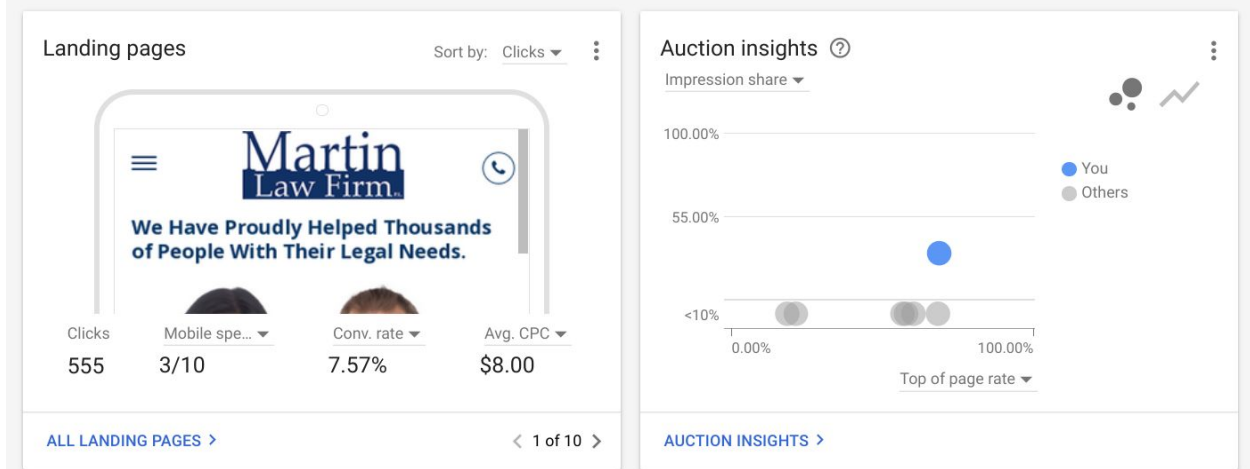 Landing pages
Sort by: Clicks
Martin
Law Firm
We Have Proudly Helped Thousands
of People With Their Legal Needs.
Clicks Mobile spe... Conv. rate Avg. CPC
555 3/10 7.57% $8.00
ALL LANDING PAGES
1 of 10
Auction insights ?
Impression share
100.00%
You
Others
55.00%
<10%
0.00% 100.00%
Top of page rate
AUCTION INSIGHTS